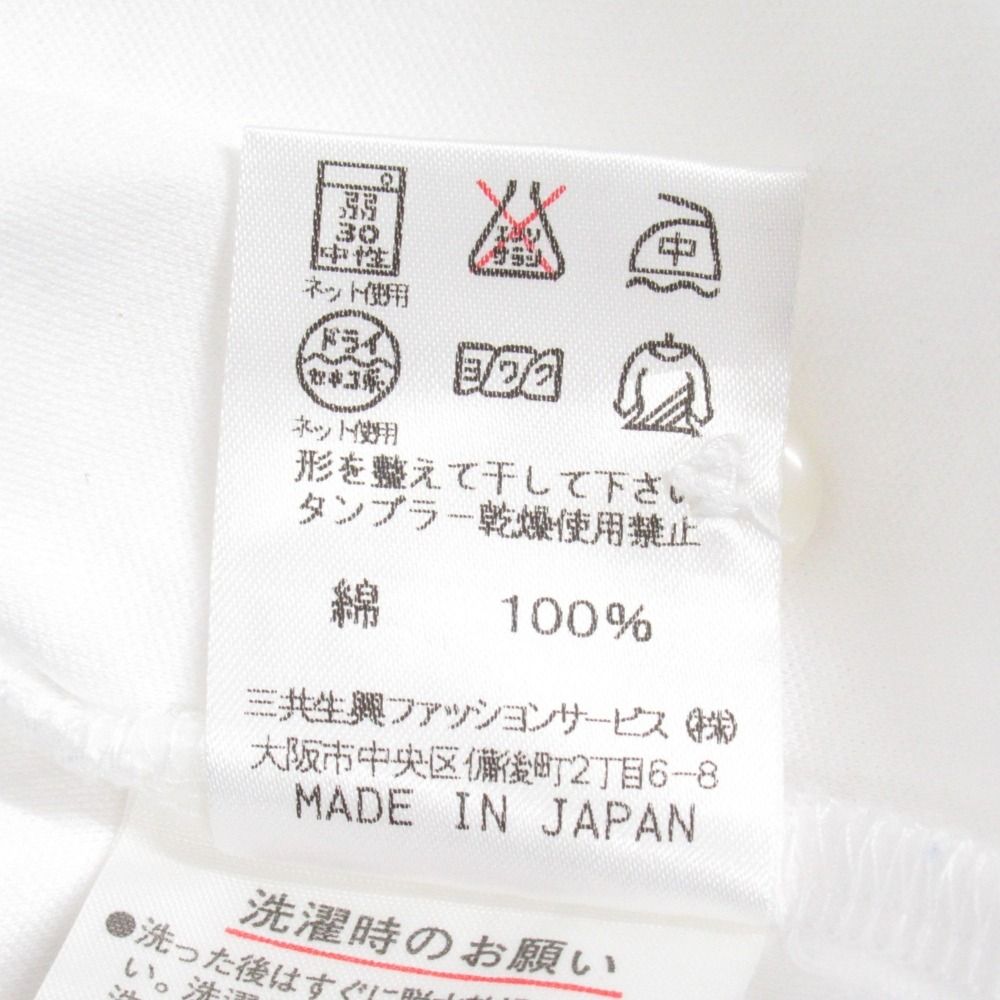 弱
30
中性
ネット使用
エンソ
サラシ
中
ドライ
セキユ系
ネット使用
ヨワク
形を整えて干して下さい
タンブラー乾燥使用禁止
綿 100%
三共生興ファッションサービス㈱
大阪市中央区備後町2丁目6-8
MADE IN JAPAN
洗濯時のお願い
●洗った後はすぐに
い。洗濯